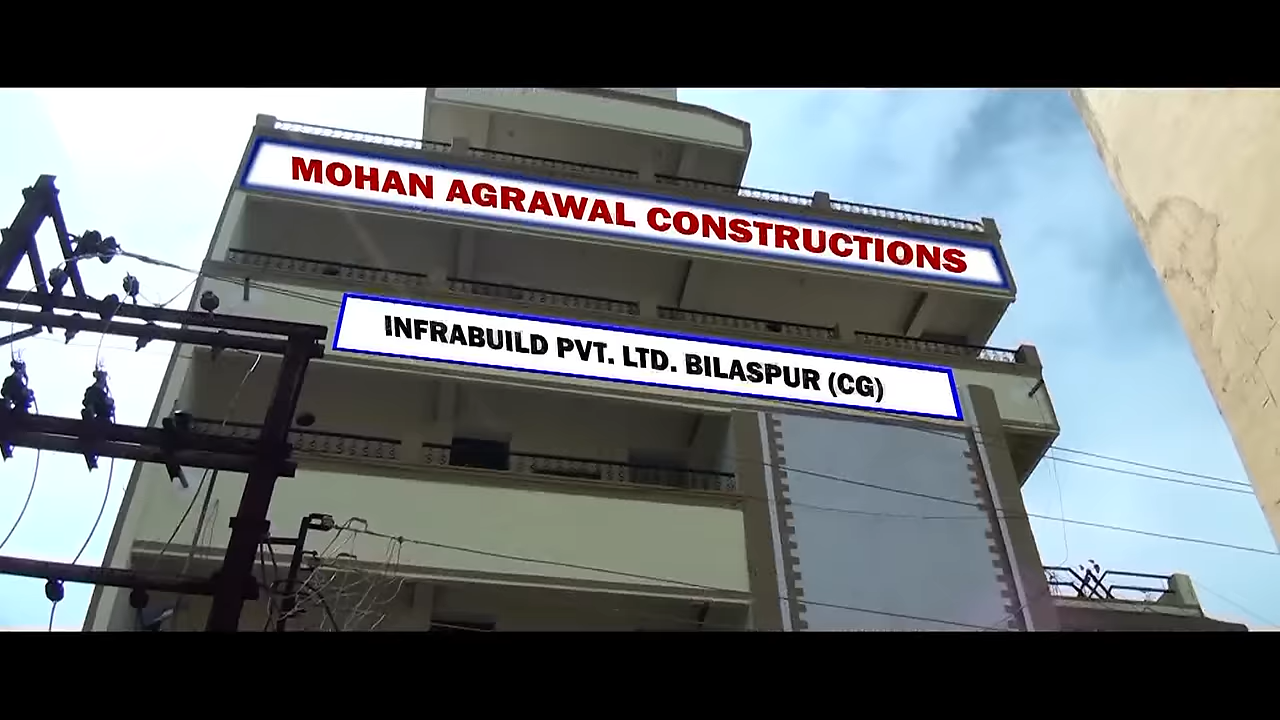 MOHAN AGRAWAL CONSTRUCTIONS
INFRABUILD PVT. LTD. BILASPUR (CG)